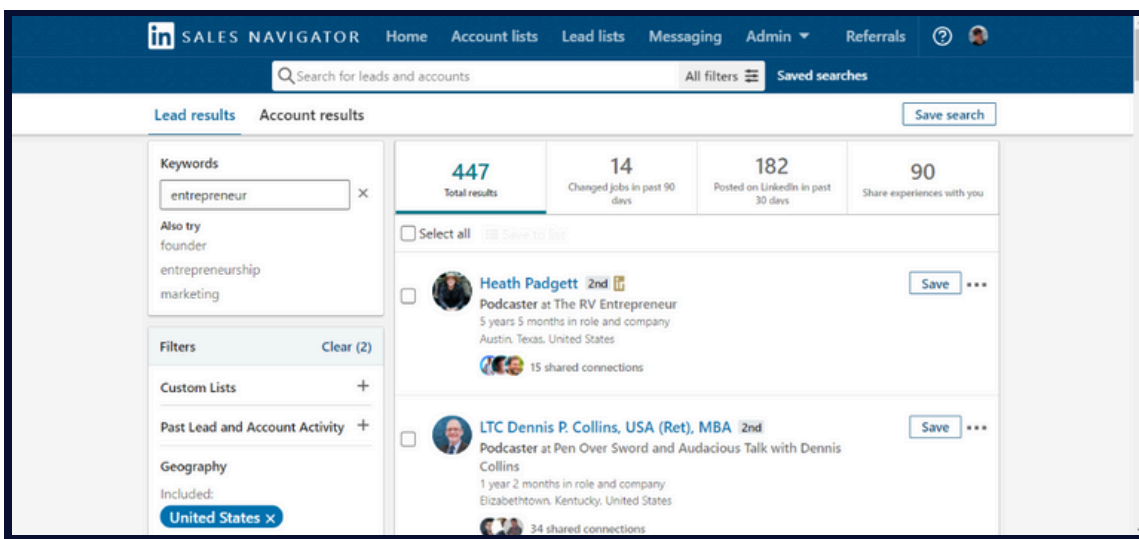 in SALES NAVIGATOR Home Account lists Lead lists Messaging Admin Referrals ?
Search for leads and accounts All filters Saved searches
Lead results Account results Save search
Keywords
entrepreneur ×
Also try
founder
entrepreneurship
marketing
Filters Clear (2)
Custom Lists +
Past Lead and Account Activity +
Geography
Included:
United States ×
447
Total results
14
Changed jobs in past 90
days
182
Posted on LinkedIn in past
30 days
90
Share experiences with you
Select all Save to list
Heath Padgett 2nd in Save
Podcaster at The RV Entrepreneur
5 years 5 months in role and company
Austin, Texas, United States
15 shared connections
LTC Dennis P. Collins, USA (Ret), MBA 2nd Save
Podcaster at Pen Over Sword and Audacious Talk with Dennis
Collins
1 year 2 months in role and company
Elizabethtown, Kentucky, United States
34 shared connections